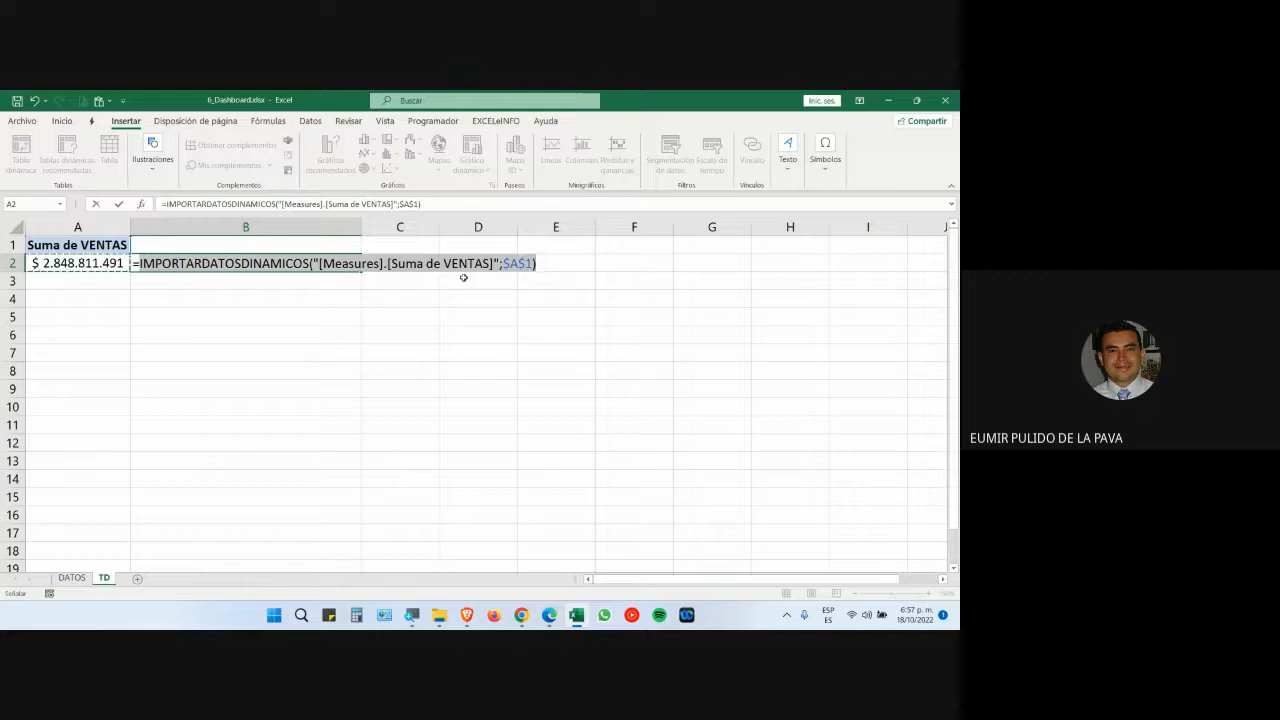 6_Dashboard.xlsx - Excel
Buscar
Inic. ses.
Archivo Inicio Insertar Disposición de página Fórmulas Datos Revisar Vista Programador EXCELeINFO Ayuda
Compartir
Tabla dinámica
Tablas dinámicas recomendadas
Tabla
Tablas
Ilustraciones
Obtener complementos
Mis complementos
Complementos
Gráficos recomendados
Mapas
Gráfico dinámico
Gráficos
Mapa 3D
Paseos
Líneas
Columnas
Pérdidas y ganancias
Minigráficos
Segmentación de datos
Escala de tiempo
Filtros
Vínculo
Vínculos
Texto
Símbolos
A2
fx
=IMPORTARDATOSDINAMICOS("[Measures].[Suma de VENTAS]";$A$1)
A B C D E F G H I J
1 Suma de VENTAS
2 $ 2.848.811.491 =IMPORTARDATOSDINAMICOS("[Measures].[Suma de VENTAS]";$A$1)
3
4
5
6
7
8
9
10
11
12
13
14
15
16
17
18
19
DATOS TD
Señalar
150%
ESP
ES
6:57 p. m.
18/10/2022
1
EUMIR PULIDO DE LA PAVA